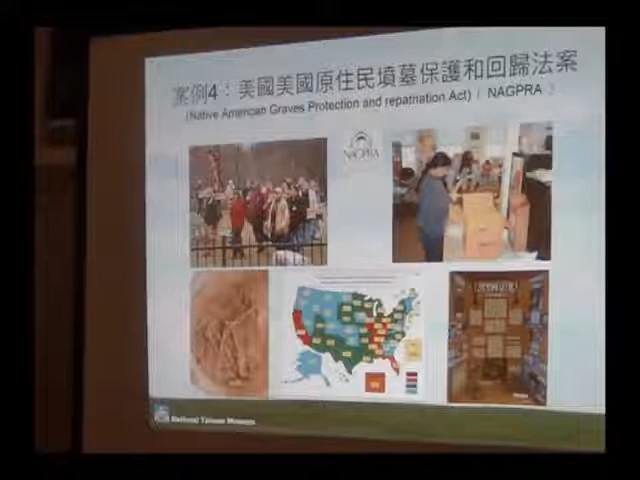 案例4：美國美國原住民墳墓保護和回歸法案
(Native American Graves Protection and repatriation Act)（ NAGPRA ）
NAGPRA
National Taiwan Museum